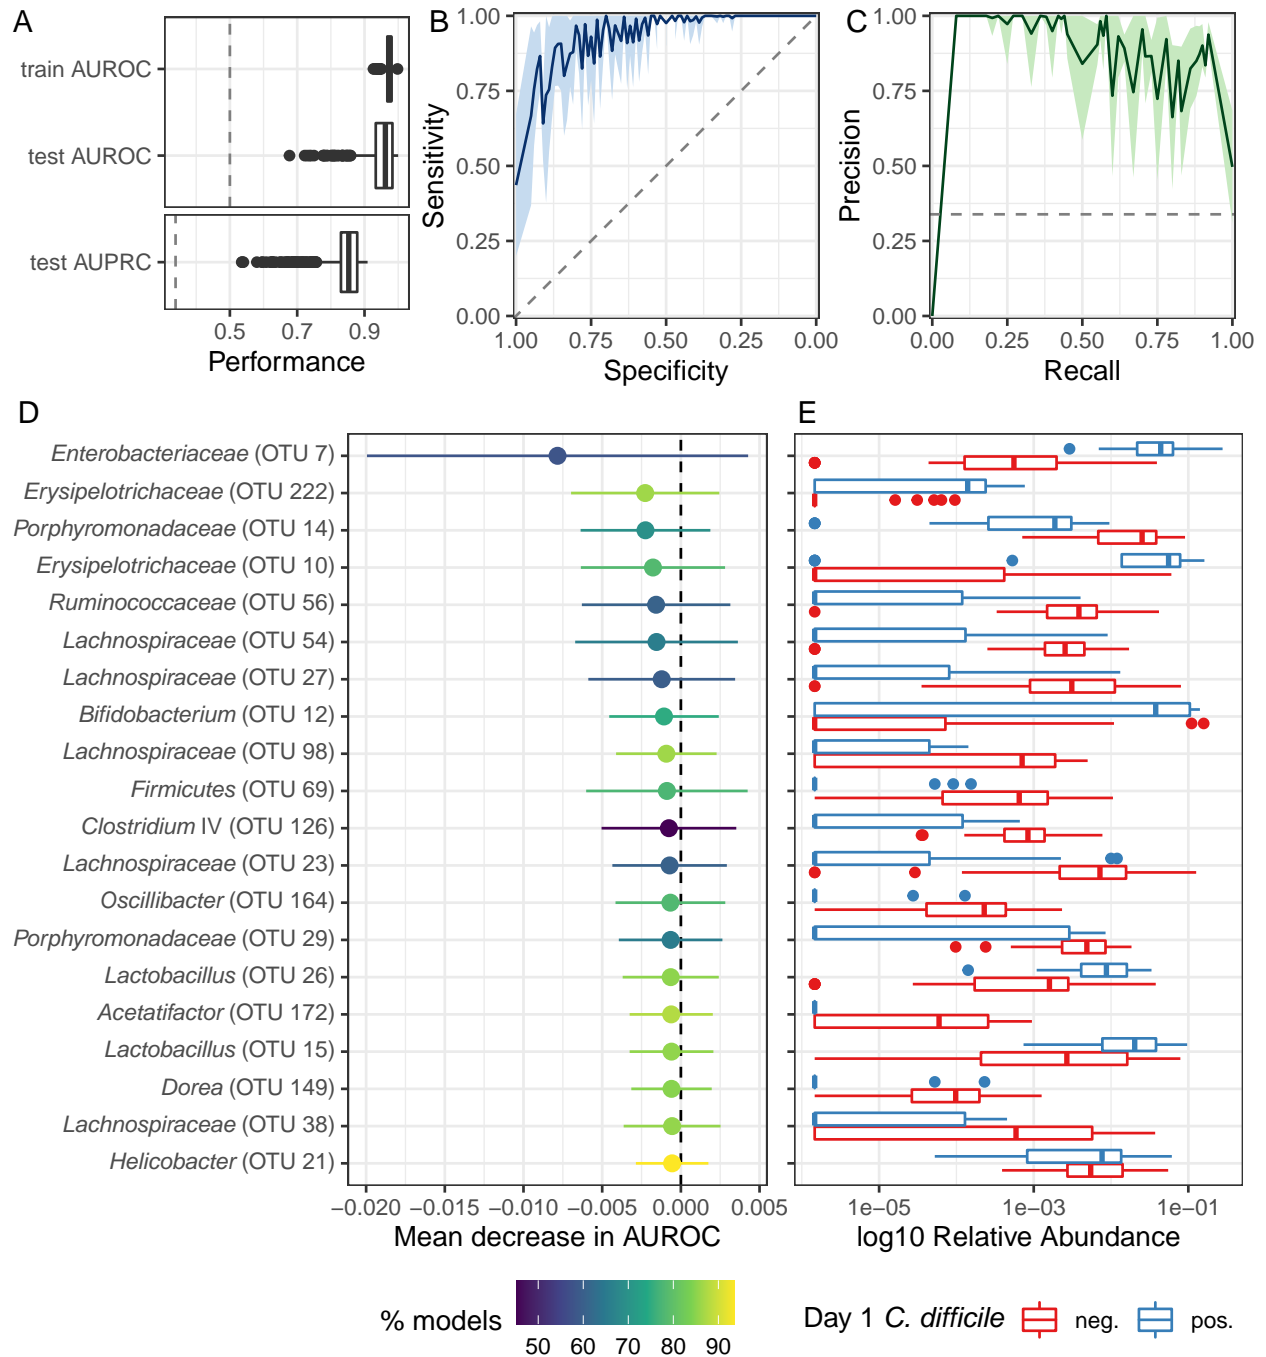 A
train AUROC
test AUROC
test AUPRC
0.5 0.7 0.9
Performance
B
1.00
0.75
0.50
0.25
0.00
Sensitivity
1.00 0.75 0.50 0.25 0.00
Specificity
C
1.00
0.75
0.50
0.25
0.00
Precision
0.00 0.25 0.50 0.75 1.00
Recall
D
Enterobacteriaceae (OTU 7)
Erysipelotrichaceae (OTU 222)
Porphyromonadaceae (OTU 14)
Erysipelotrichaceae (OTU 10)
Ruminococcaceae (OTU 56)
Lachnospiraceae (OTU 54)
Lachnospiraceae (OTU 27)
Bifidobacterium (OTU 12)
Lachnospiraceae (OTU 98)
Firmicutes (OTU 69)
Clostridium IV (OTU 126)
Lachnospiraceae (OTU 23)
Oscillibacter (OTU 164)
Porphyromonadaceae (OTU 29)
Lactobacillus (OTU 26)
Acetatifactor (OTU 172)
Lactobacillus (OTU 15)
Dorea (OTU 149)
Lachnospiraceae (OTU 38)
Helicobacter (OTU 21)
−0.020 −0.015 −0.010 −0.005 0.000 0.005
Mean decrease in AUROC
E
1e−05 1e−03 1e−01
log10 Relative Abundance
% models
50 60 70 80 90
Day 1 C. difficile neg. pos.